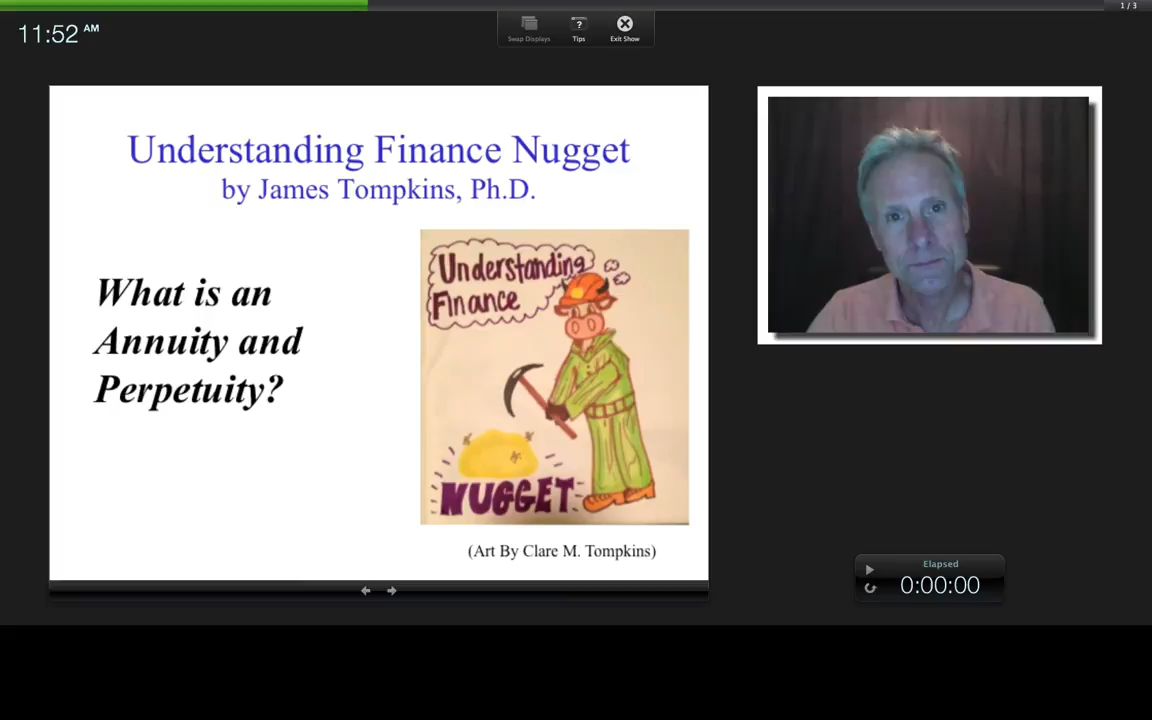 1 / 3
11:52 AM
Swap Displays
? Tips
Exit Show
Understanding Finance Nugget
by James Tompkins, Ph.D.
What is an
Annuity and
Perpetuity?
Understanding
Finance
NUGGET
(Art By Clare M. Tompkins)
Elapsed
0:00:00